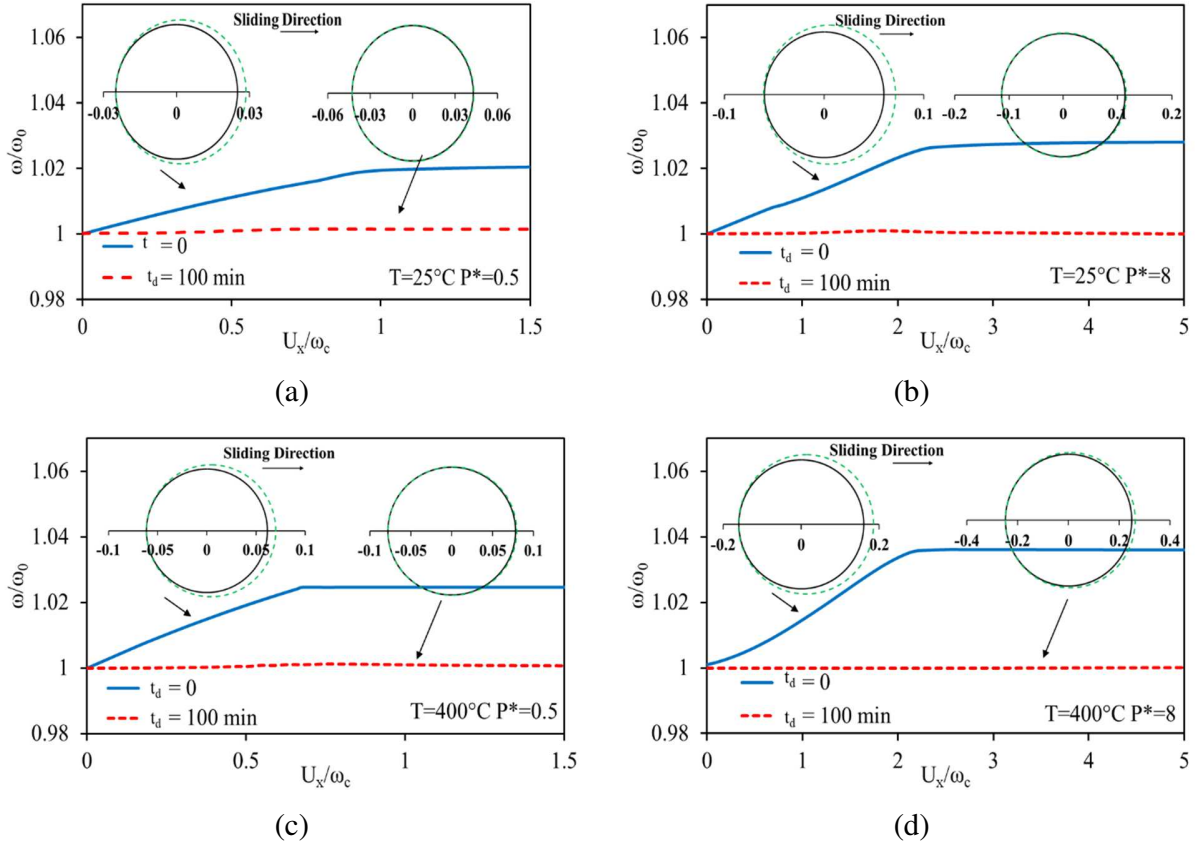 1.06
1.04
1.02
1
0.98
ω/ω0
Sliding Direction
-0.03 0 0.03
-0.06 -0.03 0 0.03 0.06
t = 0
td = 100 min
T=25°C P*=0.5
0 0.5 1 1.5
Ux/ωc
(a)
1.06
1.04
1.02
1
0.98
ω/ω0
Sliding Direction
-0.1 0 0.1
-0.2 -0.1 0 0.1 0.2
td = 0
td = 100 min
T=25°C P*=8
0 1 2 3 4 5
Ux/ωc
(b)
1.06
1.04
1.02
1
0.98
ω/ω0
Sliding Direction
-0.1 -0.05 0 0.05 0.1
-0.1 -0.05 0 0.05 0.1
td = 0
td = 100 min
T=400°C P*=0.5
0 0.5 1 1.5
Ux/ωc
(c)
1.06
1.04
1.02
1
0.98
ω/ω0
Sliding Direction
-0.2 0 0.2
-0.4 -0.2 0 0.2 0.4
td = 0
td = 100 min
T=400°C P*=8
0 1 2 3 4 5
Ux/ωc
(d)